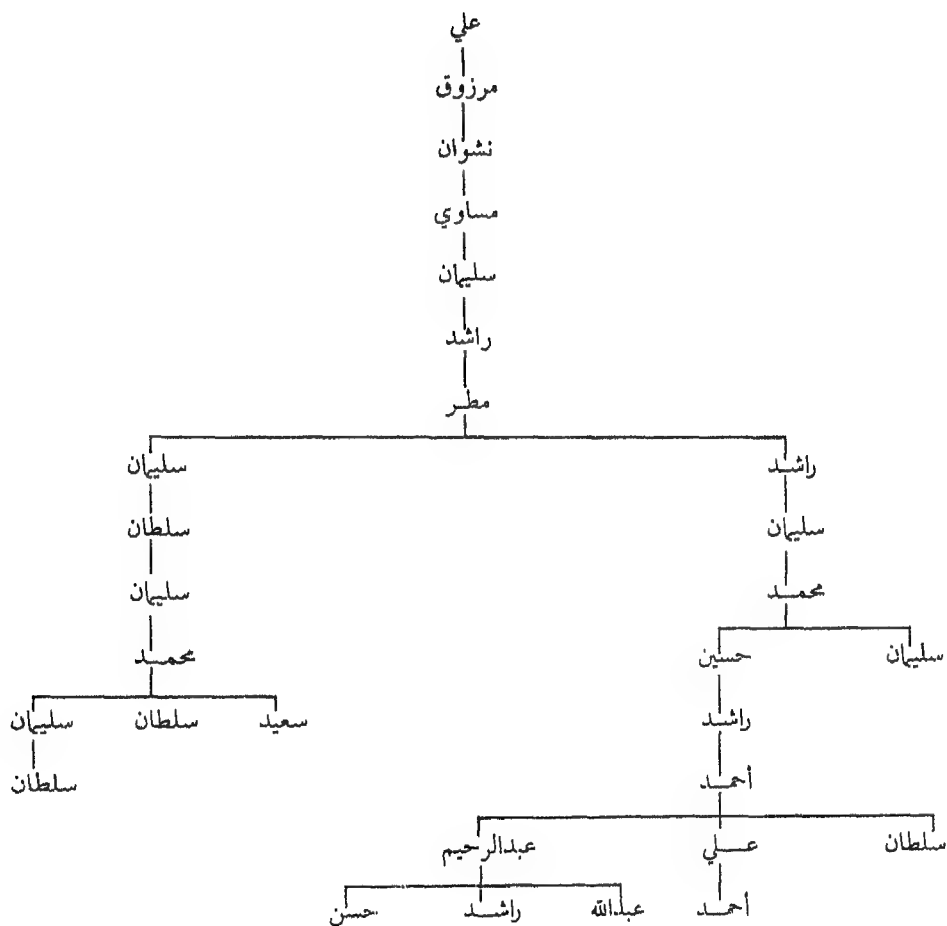 علي
مرزوق
نشوان
مساوي
سليمان
راشد
مطر
راشد سليمان
سليمان سلطان
محمد سليمان
سليمان حسين محمد
راشد سعيد سلطان سليمان
أحمد سلطان
سلطان علي عبدالرحيم
أحمد عبدالله راشد حسن